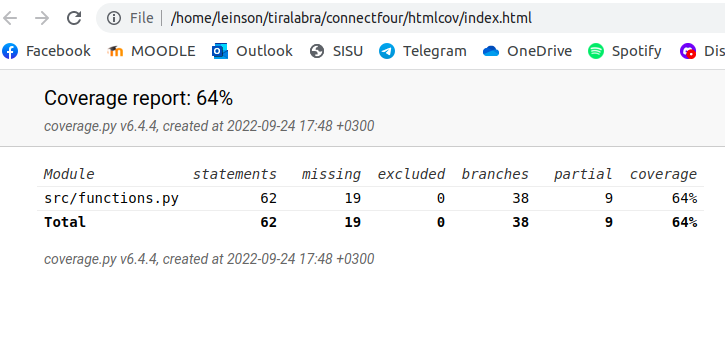 File | /home/leinson/tiralabra/connectfour/htmlcov/index.html
Facebook MOODLE Outlook SISU Telegram OneDrive Spotify Dis
Coverage report: 64%
coverage.py v6.4.4, created at 2022-09-24 17:48 +0300
Module statements missing excluded branches partial coverage
src/functions.py 62 19 0 38 9 64%
Total 62 19 0 38 9 64%
coverage.py v6.4.4, created at 2022-09-24 17:48 +0300